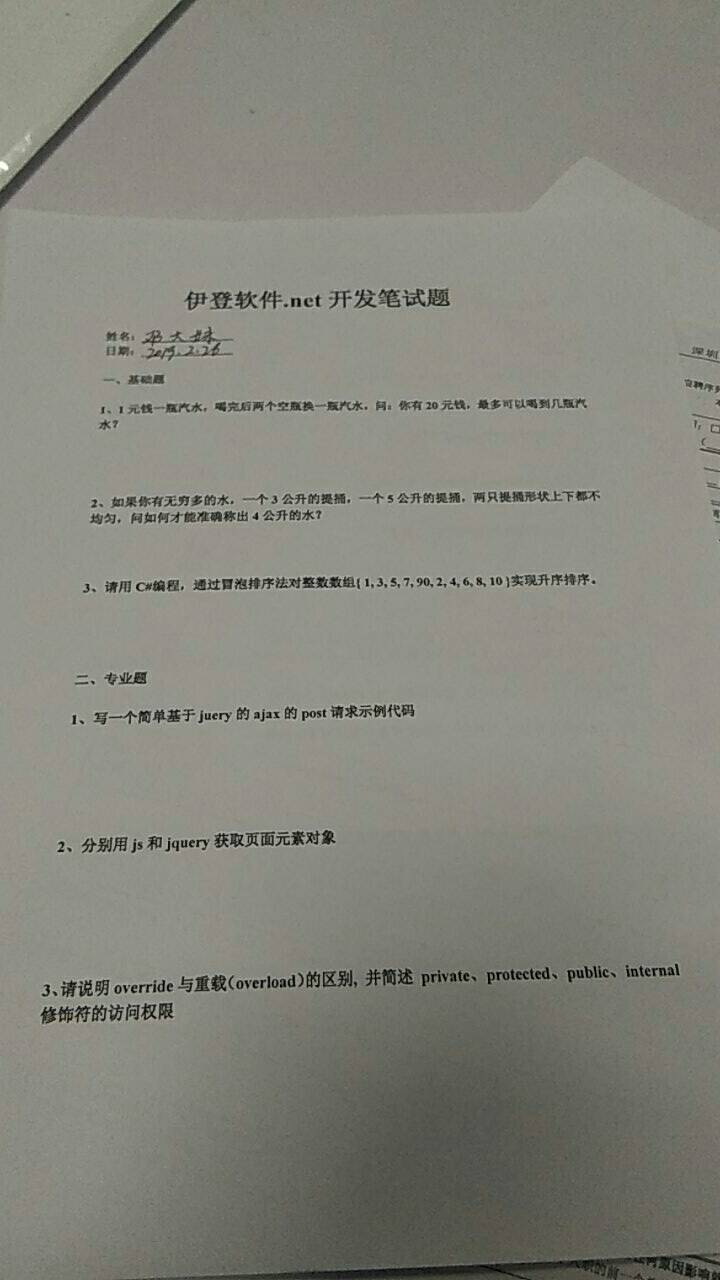 伊登软件.net 开发笔试题
姓名：
日期：2019.2.26
一、基础题
1、1 元钱一瓶汽水，喝完后两个空瓶换一瓶汽水，问：你有 20 元钱，最多可以喝到几瓶汽
水？
2、如果你有无穷多的水，一个 3 公升的提捅，一个 5 公升的提捅，两只提捅形状上下都不
均匀，问如何才能准确称出 4 公升的水？
3、请用 C#编程，通过冒泡排序法对整数数组{ 1, 3, 5, 7, 90, 2, 4, 6, 8, 10 }实现升序排序。
二、专业题
1、写一个简单基于 juery 的 ajax 的 post 请求示例代码
2、分别用 js 和 jquery 获取页面元素对象
3、请说明 override 与重载（overload）的区别, 并简述 private、protected、public、internal
修饰符的访问权限
深圳